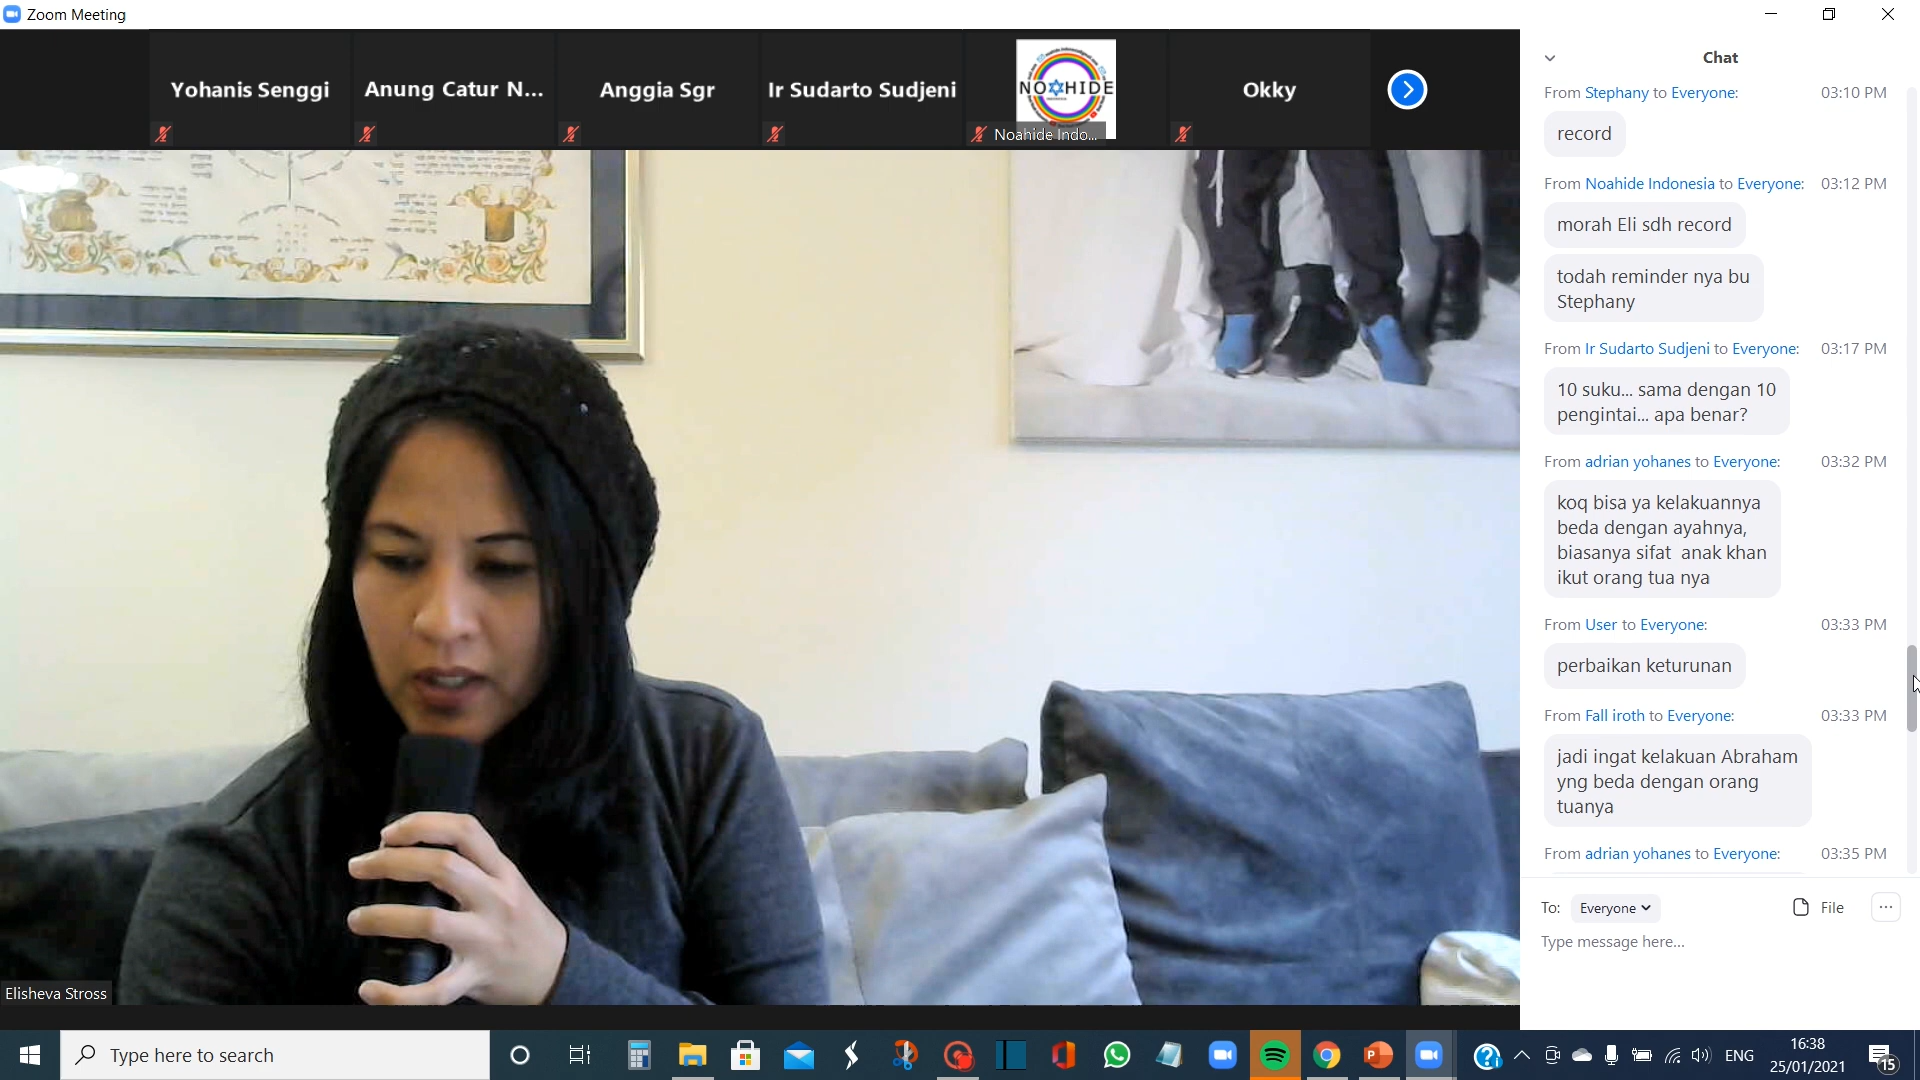 Zoom Meeting
Yohanis Senggi
Anung Catur N...
Anggia Sgr
Ir Sudarto Sudjeni
NOAHIDE
Noahide Indo...
Okky
Elisheva Stross
Chat
From Stephany to Everyone: 03:10 PM
record
From Noahide Indonesia to Everyone: 03:12 PM
morah Eli sdh record
todah reminder nya bu
Stephany
From Ir Sudarto Sudjeni to Everyone: 03:17 PM
10 suku... sama dengan 10
pengintai... apa benar?
From adrian yohanes to Everyone: 03:32 PM
koq bisa ya kelakuannya
beda dengan ayahnya,
biasanya sifat anak khan
ikut orang tua nya
From User to Everyone: 03:33 PM
perbaikan keturunan
From Fall iroth to Everyone: 03:33 PM
jadi ingat kelakuan Abraham
yng beda dengan orang
tuanya
From adrian yohanes to Everyone: 03:35 PM
To: Everyone
File
Type message here...
Type here to search
ENG
16:38
25/01/2021
15